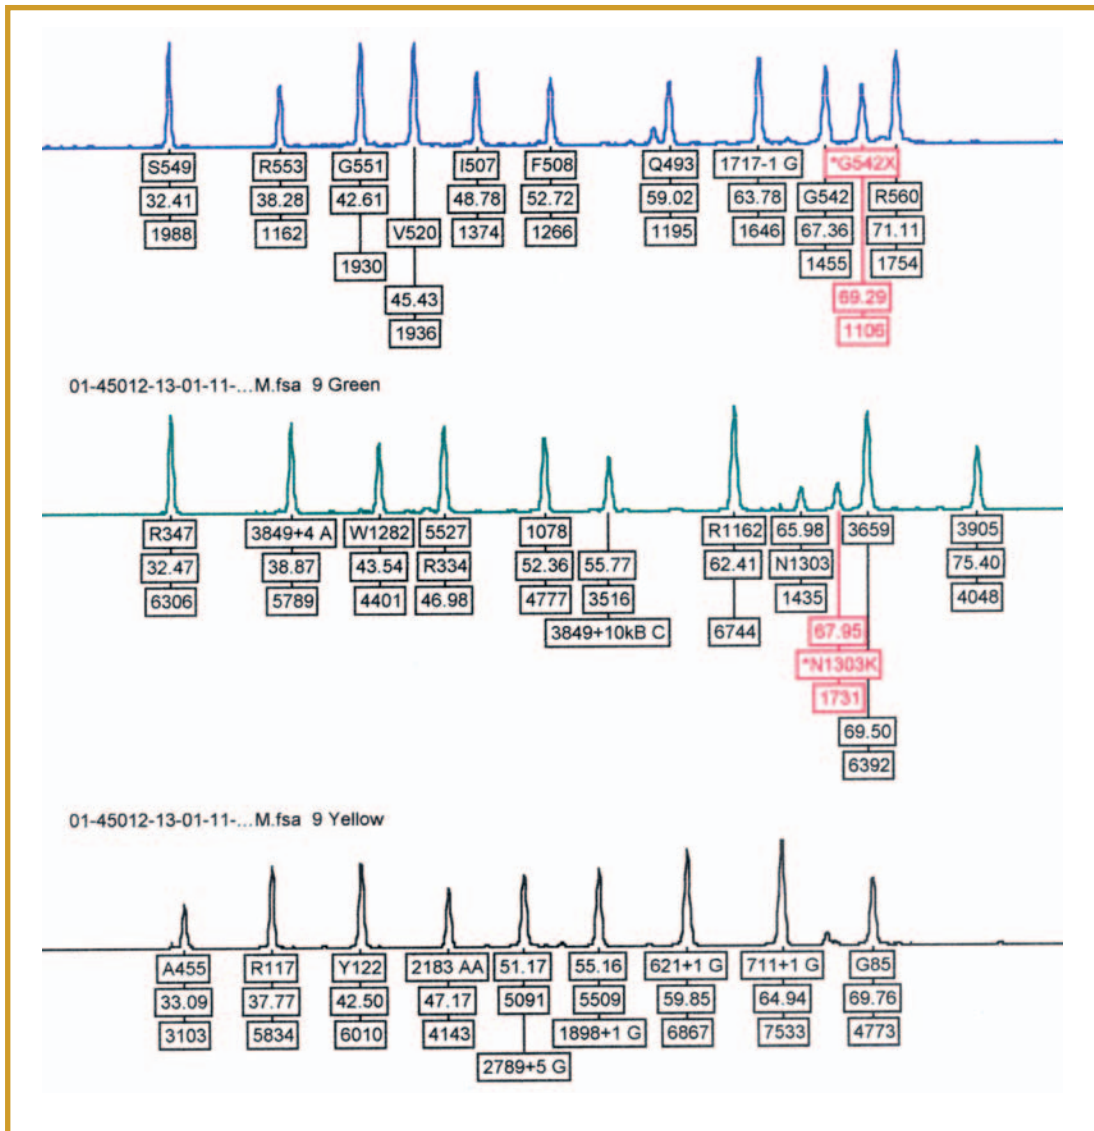 S549 R553 G551 I507 F508 Q493 1717-1 G *G542X
32.41 38.28 42.61 48.78 52.72 59.02 63.78 G542 R560
1988 1162 V520 1374 1266 1195 1646 67.36 71.11
1930 1455 1754
45.43 69.29
1936 1106
01-45012-13-01-11-...M.fsa 9 Green
R347 3849+4 A W1282 5527 1078 R1162 65.98 3659 3905
32.47 38.87 43.54 R334 52.36 55.77 62.41 N1303 75.40
6306 5789 4401 46.98 4777 3516 1435 4048
3849+10kB C 6744 67.95
*N1303K
1731
69.50
6392
01-45012-13-01-11-...M.fsa 9 Yellow
A455 R117 Y122 2183 AA 51.17 55.16 621+1 G 711+1 G G85
33.09 37.77 42.50 47.17 5091 5509 59.85 64.94 69.76
3103 5834 6010 4143 1898+1 G 6867 7533 4773
2789+5 G